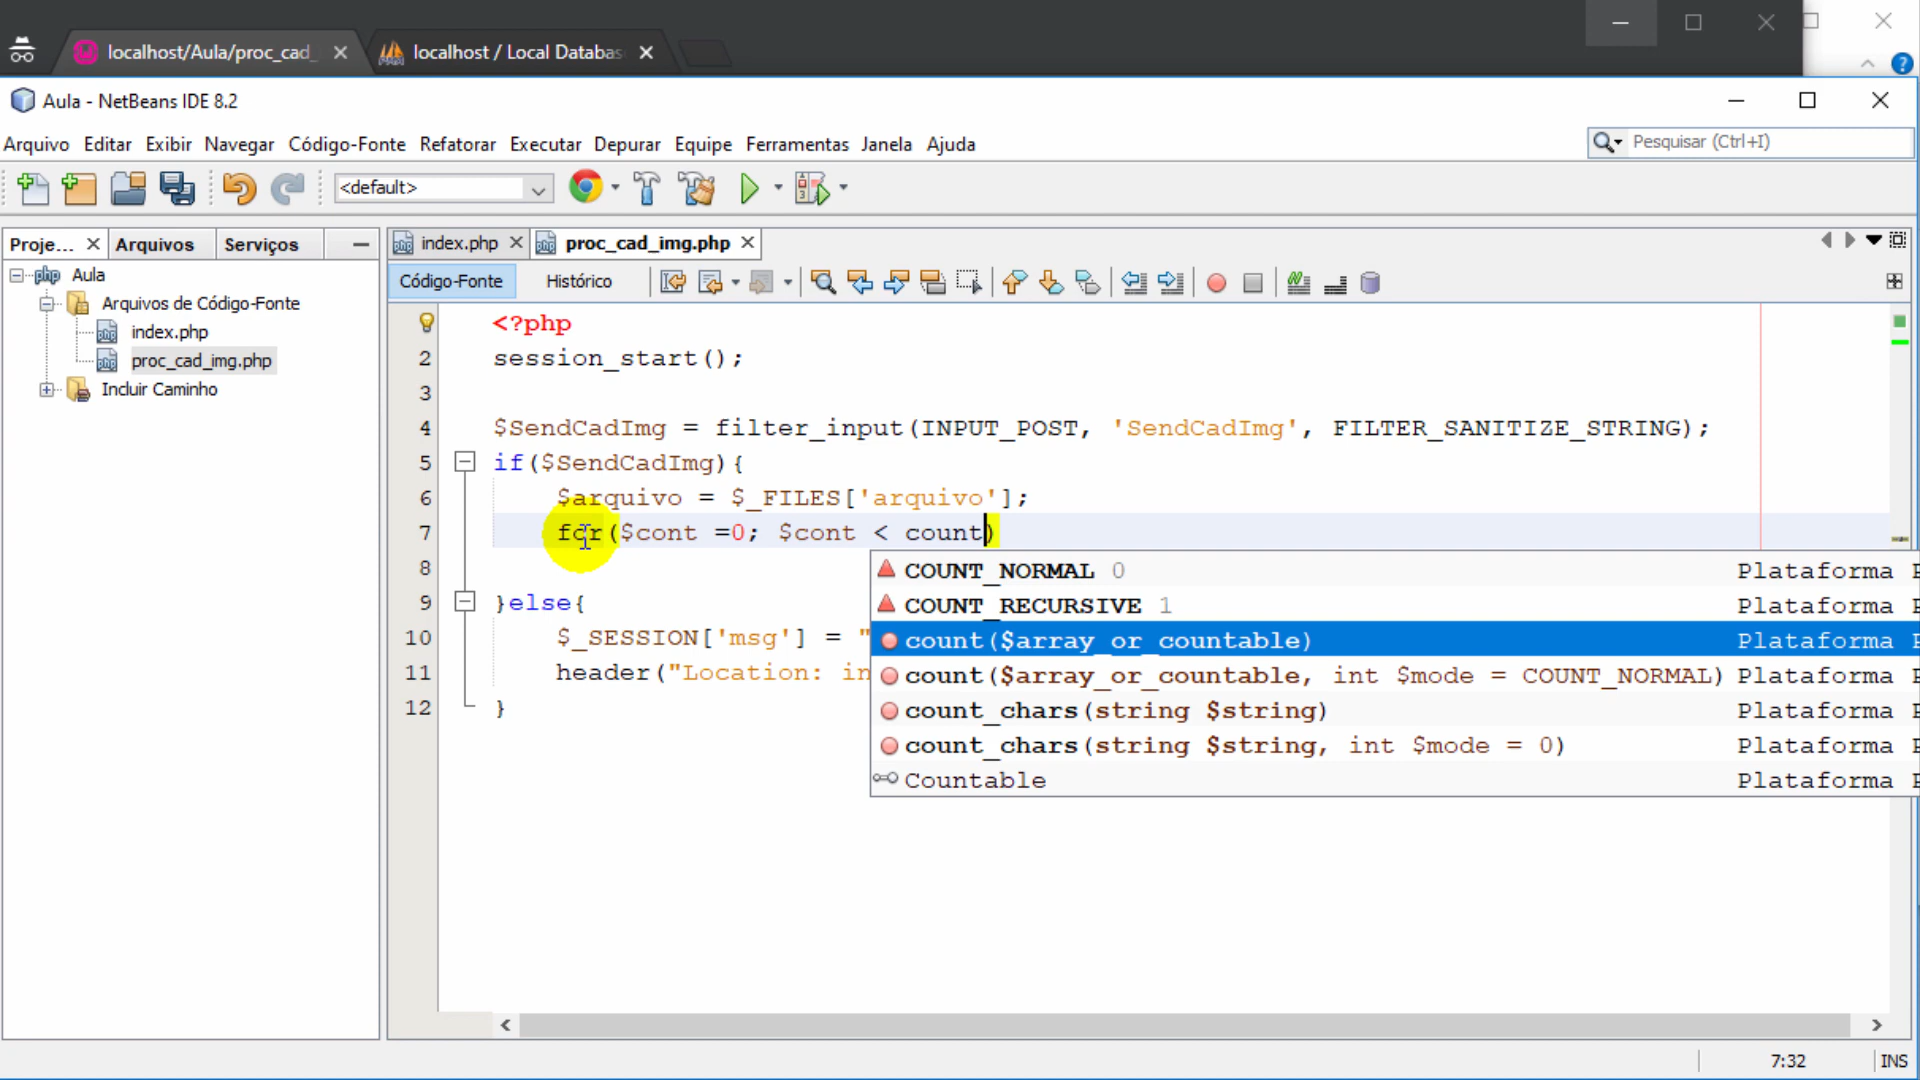 localhost/Aula/proc_cad_
localhost / Local Databas
Aula - NetBeans IDE 8.2
Arquivo Editar Exibir Navegar Código-Fonte Refatorar Executar Depurar Equipe Ferramentas Janela Ajuda
Pesquisar (Ctrl+I)
<default>
Proje... Arquivos Serviços
index.php proc_cad_img.php
Código-Fonte Histórico
Aula
Arquivos de Código-Fonte
index.php
proc_cad_img.php
Incluir Caminho
<?php
2 session_start();
3
4 $SendCadImg = filter_input(INPUT_POST, 'SendCadImg', FILTER_SANITIZE_STRING);
5 if($SendCadImg){
6 $arquivo = $_FILES['arquivo'];
7 for($cont =0; $cont < count)
8
9 }else{
10 $_SESSION['msg'] = "
11 header("Location: in
12 }
COUNT_NORMAL 0 Plataforma P
COUNT_RECURSIVE 1 Plataforma P
count($array_or_countable) Plataforma P
count($array_or_countable, int $mode = COUNT_NORMAL) Plataforma P
count_chars(string $string) Plataforma P
count_chars(string $string, int $mode = 0) Plataforma P
Countable Plataforma P
7:32 INS